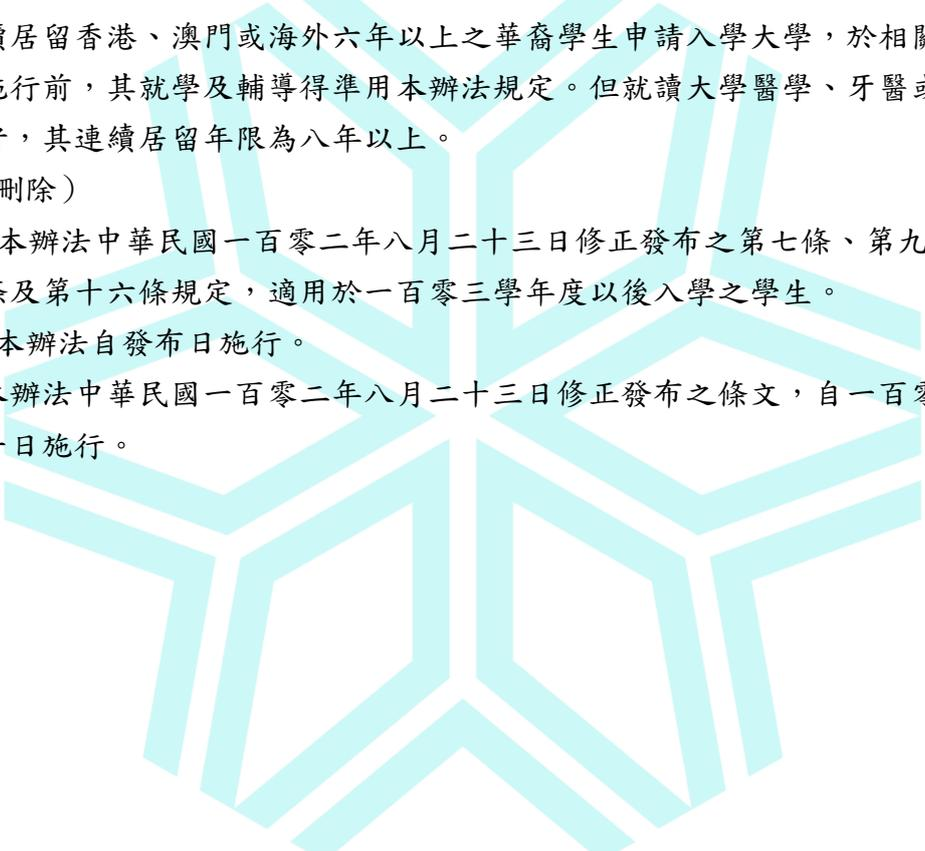 續居留香港、澳門或海外六年以上之華裔學生申請入學大學，於相關
施行前，其就學及輔導得準用本辦法規定。但就讀大學醫學、牙醫或
者，其連續居留年限為八年以上。
刪除）
本辦法中華民國一百零二年八月二十三日修正發布之第七條、第九
條及第十六條規定，適用於一百零三學年度以後入學之學生。
本辦法自發布日施行。
本辦法中華民國一百零二年八月二十三日修正發布之條文，自一百零
一日施行。